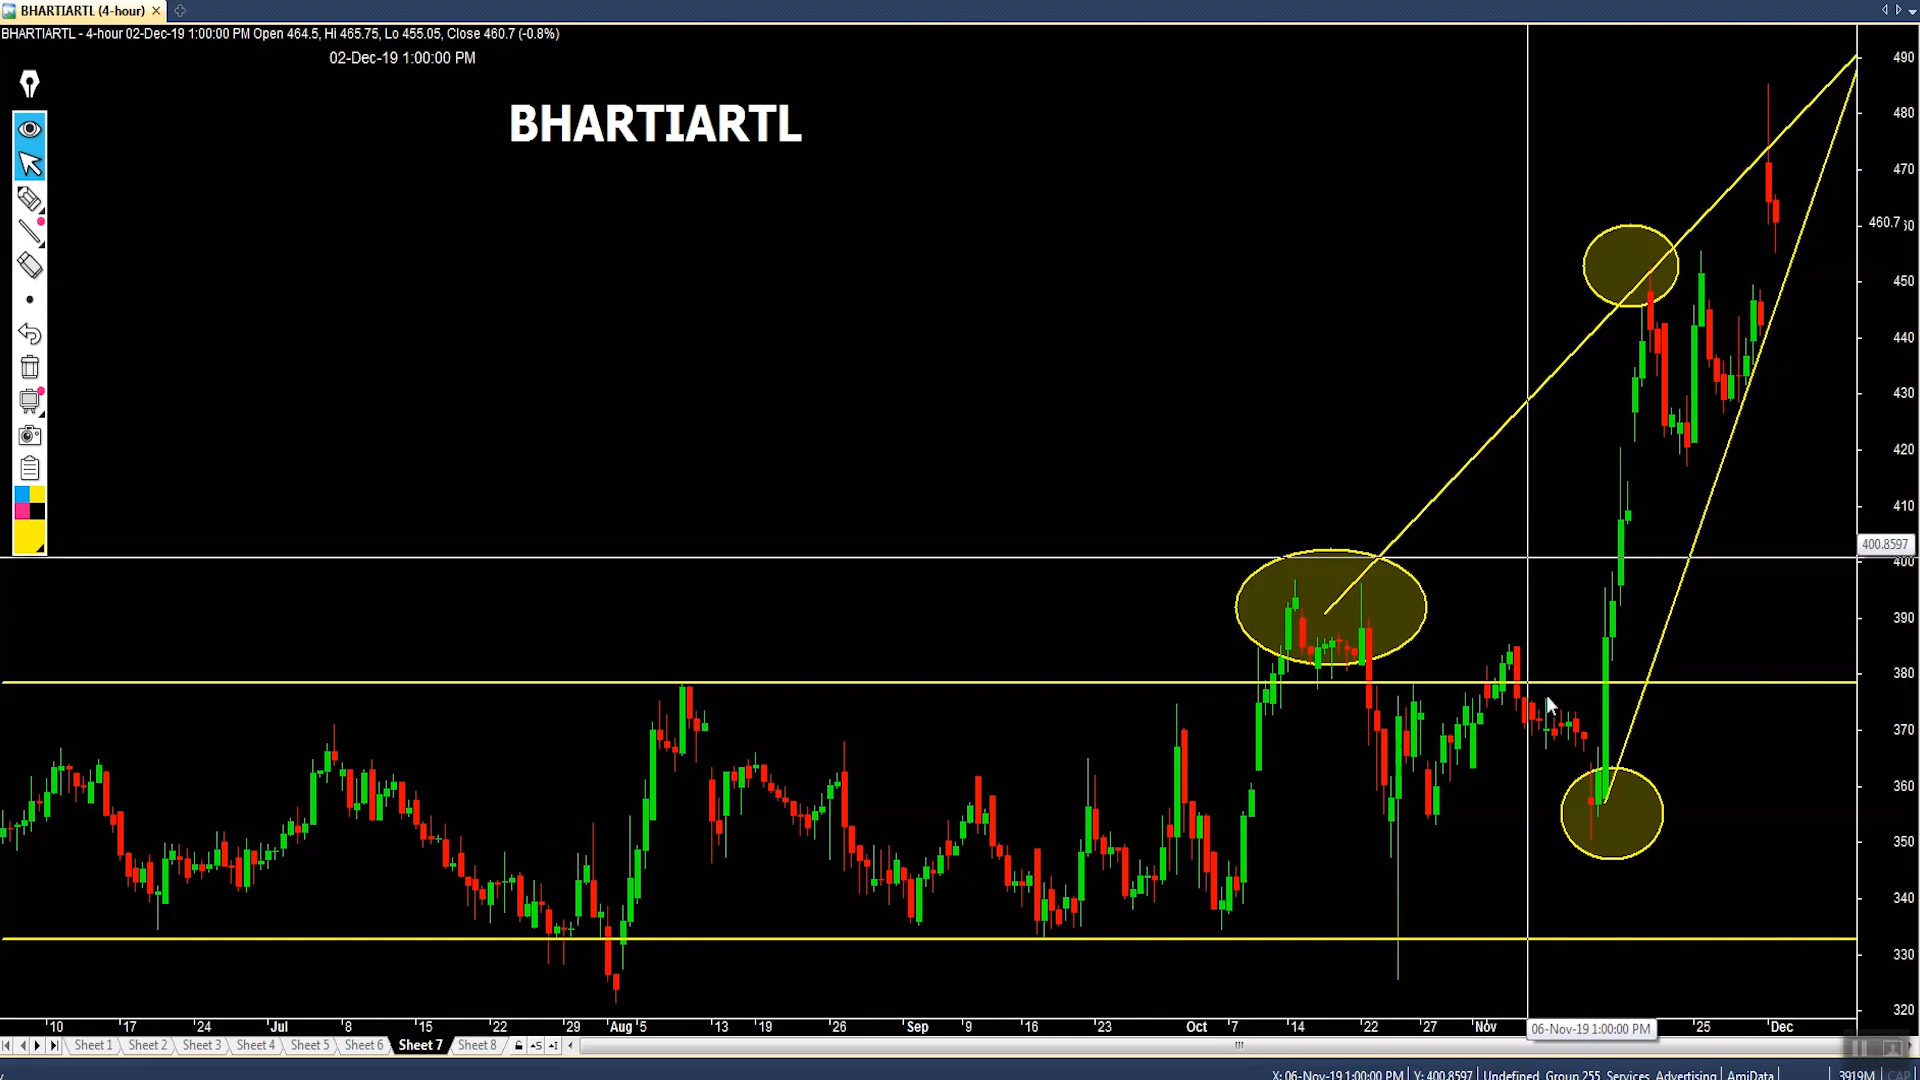 BHARTIARTL (4-hour)
BHARTIARTL - 4-hour 02-Dec-19 1:00:00 PM Open 464.5, Hi 465.75, Lo 455.05, Close 460.7 (-0.8%)
02-Dec-19 1:00:00 PM
BHARTIARTL
490
480
470
460.7
450
440
430
420
410
400.8597
400
390
380
370
360
350
340
330
320
10 17 24 Jul 8 15 22 29 Aug 5 13 19 26 Sep 9 16 23 Oct 7 14 22 27 Nov 06-Nov-19 1:00:00 PM 25 Dec
Sheet 1 Sheet 2 Sheet 3 Sheet 4 Sheet 5 Sheet 6 Sheet 7 Sheet 8
X: 06-Nov-19 1:00:00 PM Y: 400.8597 Undefined, Group 255, Services, Advertising AmiData 3919M CAP